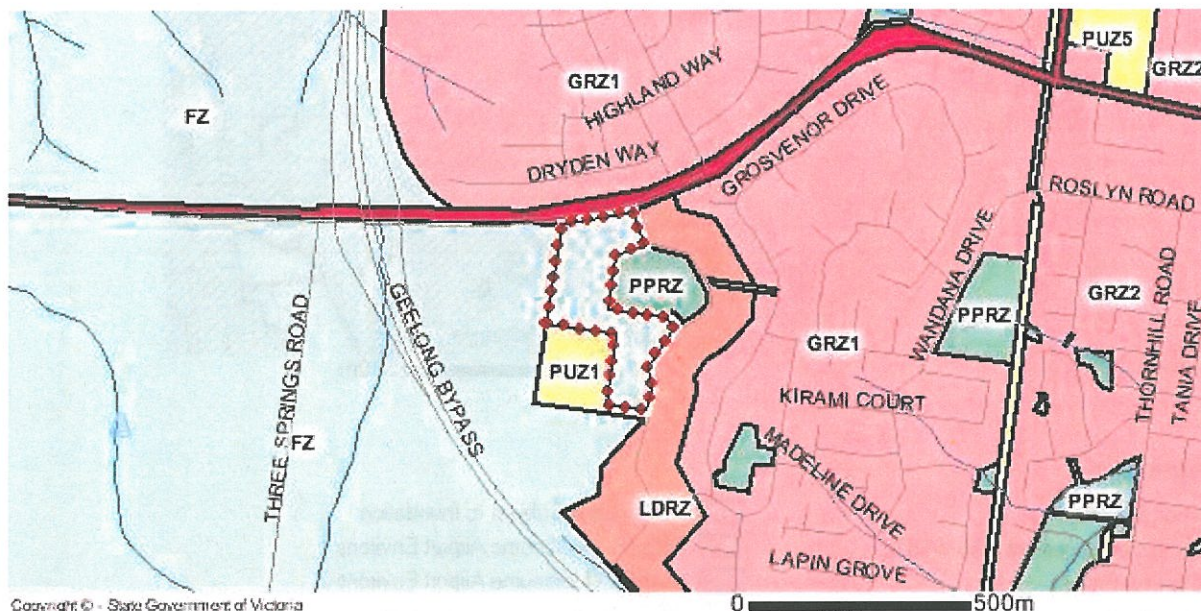 PUZ5
GRZ2
GRZ1
HIGHLAND WAY
FZ
DRYDEN WAY
GROSVENOR DRIVE
ROSLYN ROAD
PPRZ
WANDANA DRIVE
PPRZ
GRZ2
THORNHILL ROAD
TANIA DRIVE
THREE SPRINGS ROAD
GEELONG BYPASS
PUZ1
GRZ1
KIRAMI COURT
FZ
MADELINE DRIVE
LDRZ
PPRZ
LAPIN GROVE
Copyright © - State Government of Victoria
0 500m